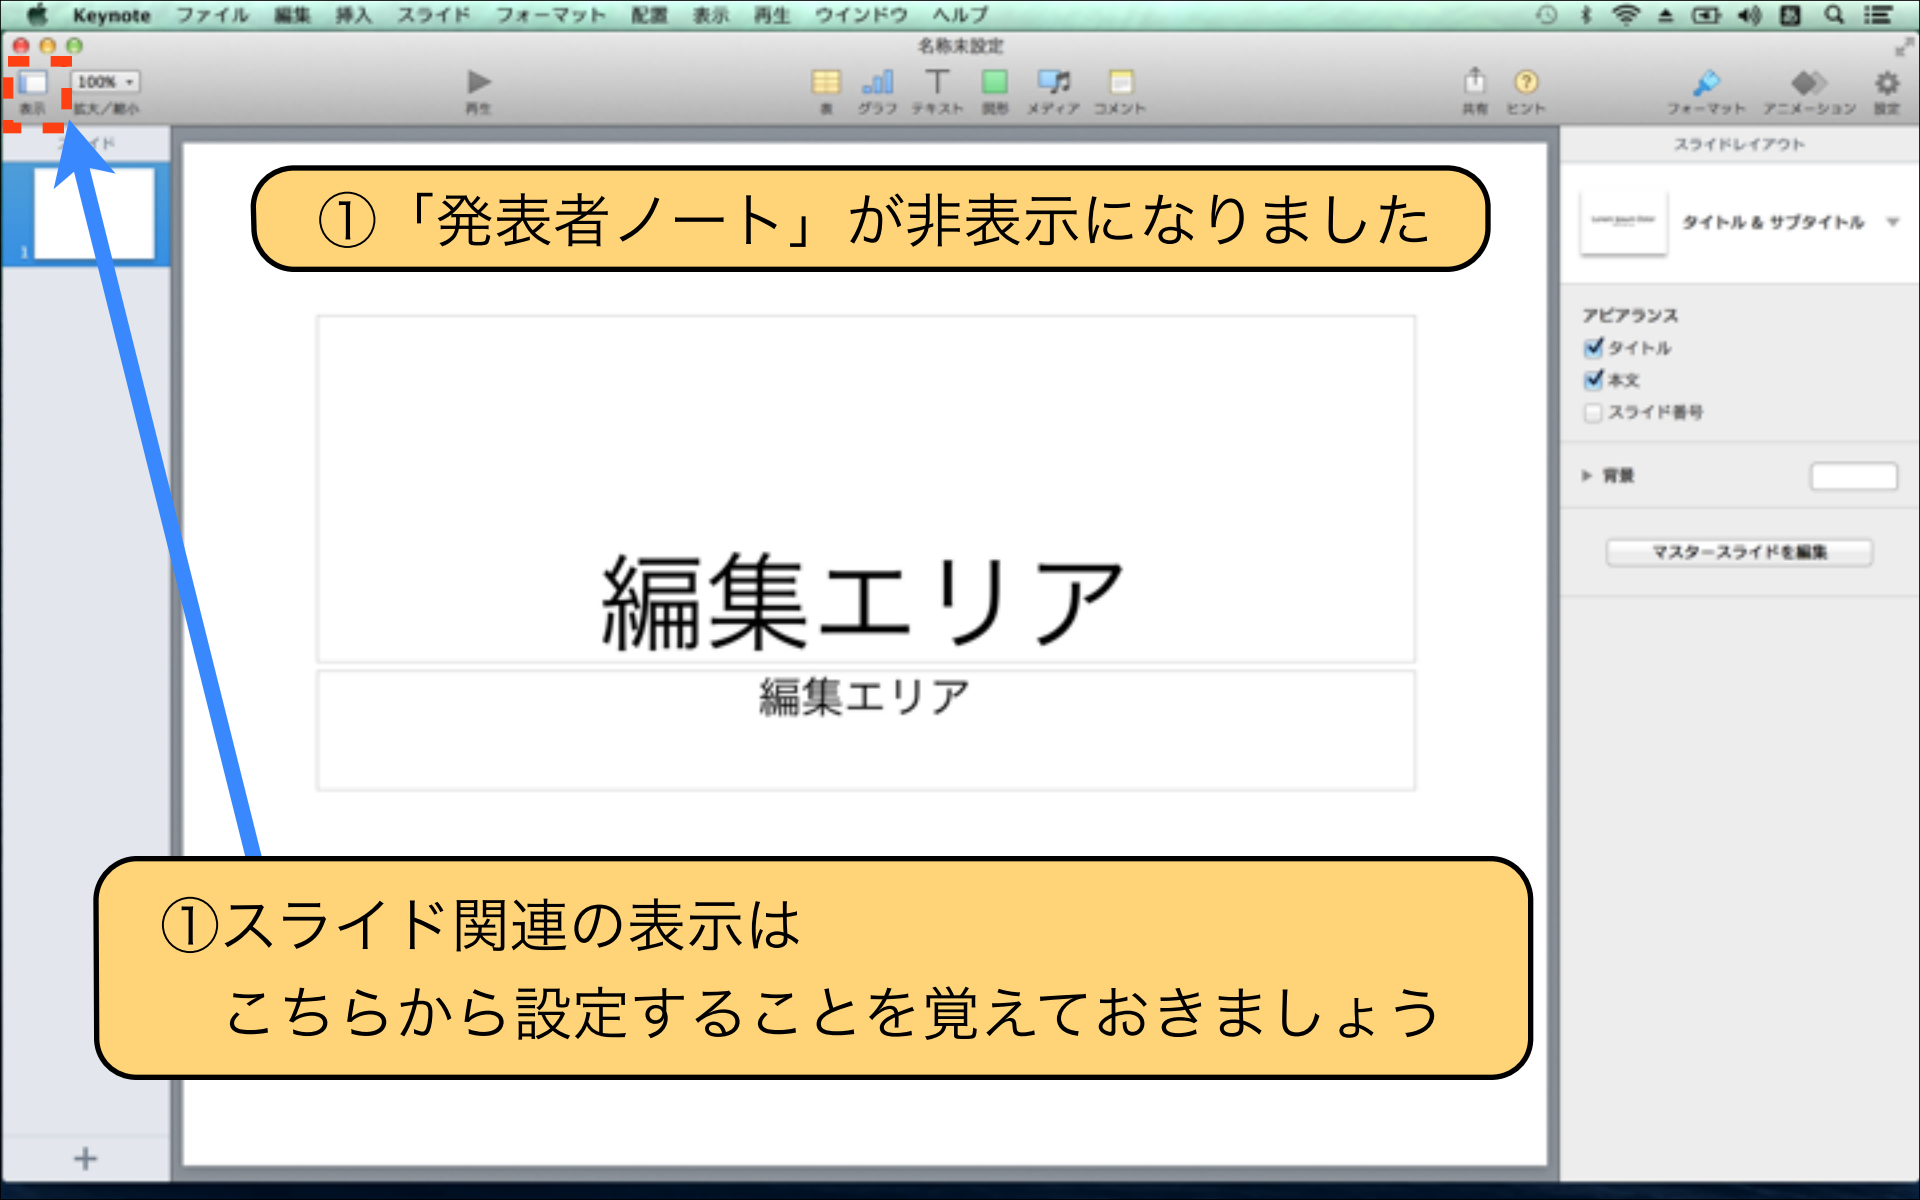 Keynote ファイル 編集 挿入 スライド フォーマット 配置 表示 再生 ウインドウ ヘルプ
名称未設定
100%
表示 拡大／縮小 再生 表 グラフ テキスト 図形 メディア コメント 共有 ヒント フォーマット アニメーション 設定
スライド
スライドレイアウト
1
①「発表者ノート」が非表示になりました
タイトル & サブタイトル
アピアランス
タイトル
本文
スライド番号
背景
マスタースライドを編集
編集エリア
編集エリア
①スライド関連の表示は
こちらから設定することを覚えておきましょう